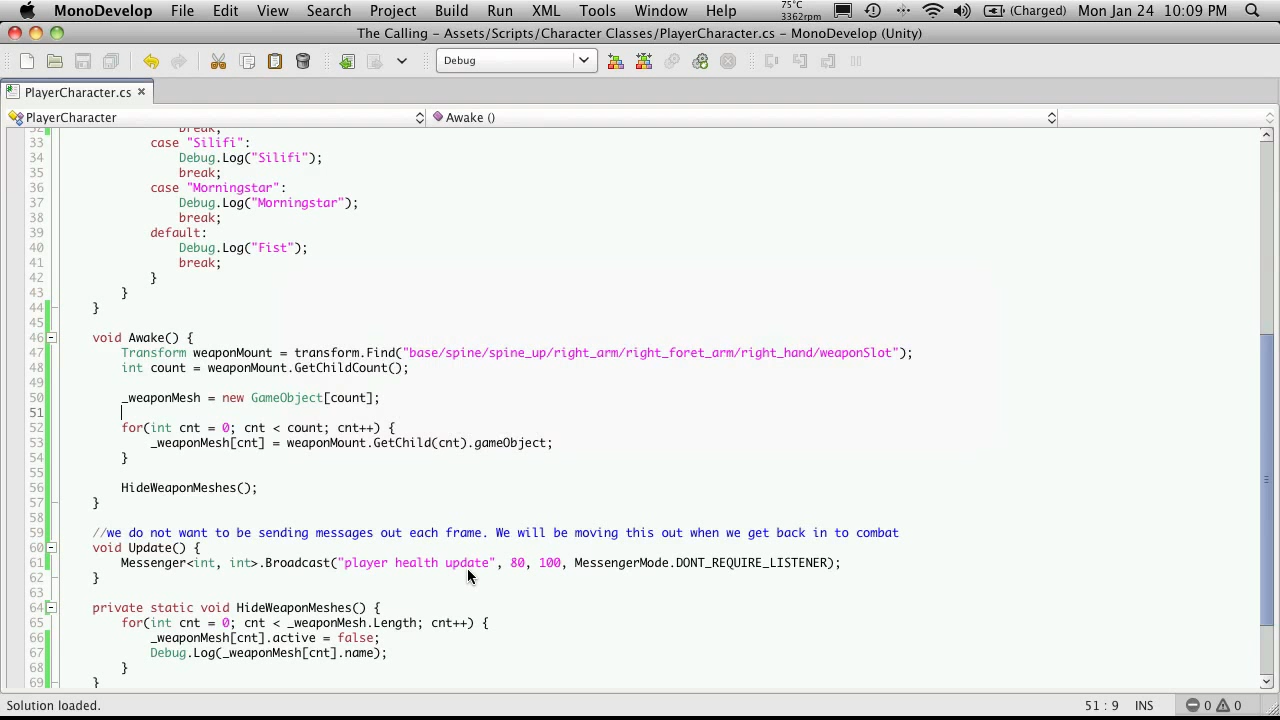 MonoDevelop File Edit View Search Project Build Run XML Tools Window Help 75°C 3362rpm (Charged) Mon Jan 24 10:09 PM
The Calling – Assets/Scripts/Character Classes/PlayerCharacter.cs – MonoDevelop (Unity)
Debug
PlayerCharacter.cs
PlayerCharacter Awake ()
32 break;
33 case "Silifi":
34 Debug.Log("Silifi");
35 break;
36 case "Morningstar":
37 Debug.Log("Morningstar");
38 break;
39 default:
40 Debug.Log("Fist");
41 break;
42 }
43 }
44 }
45
46 void Awake() {
47 Transform weaponMount = transform.Find("base/spine/spine_up/right_arm/right_foret_arm/right_hand/weaponSlot");
48 int count = weaponMount.GetChildCount();
49
50 _weaponMesh = new GameObject[count];
51
52 for(int cnt = 0; cnt < count; cnt++) {
53 _weaponMesh[cnt] = weaponMount.GetChild(cnt).gameObject;
54 }
55
56 HideWeaponMeshes();
57 }
58
59 //we do not want to be sending messages out each frame. We will be moving this out when we get back in to combat
60 void Update() {
61 Messenger<int, int>.Broadcast("player health update", 80, 100, MessengerMode.DONT_REQUIRE_LISTENER);
62 }
63
64 private static void HideWeaponMeshes() {
65 for(int cnt = 0; cnt < _weaponMesh.Length; cnt++) {
66 _weaponMesh[cnt].active = false;
67 Debug.Log(_weaponMesh[cnt].name);
68 }
69 }
Solution loaded. 51 : 9 INS 0 0